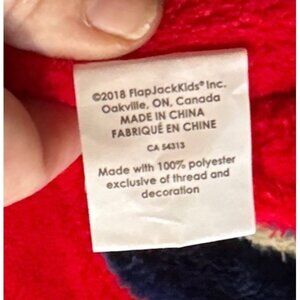 ©2018 FlapJackKids® Inc.
Oakville, ON, Canada
MADE IN CHINA
FABRIQUÉ EN CHINE
CA 54313
Made with 100% polyester
exclusive of thread and
decoration